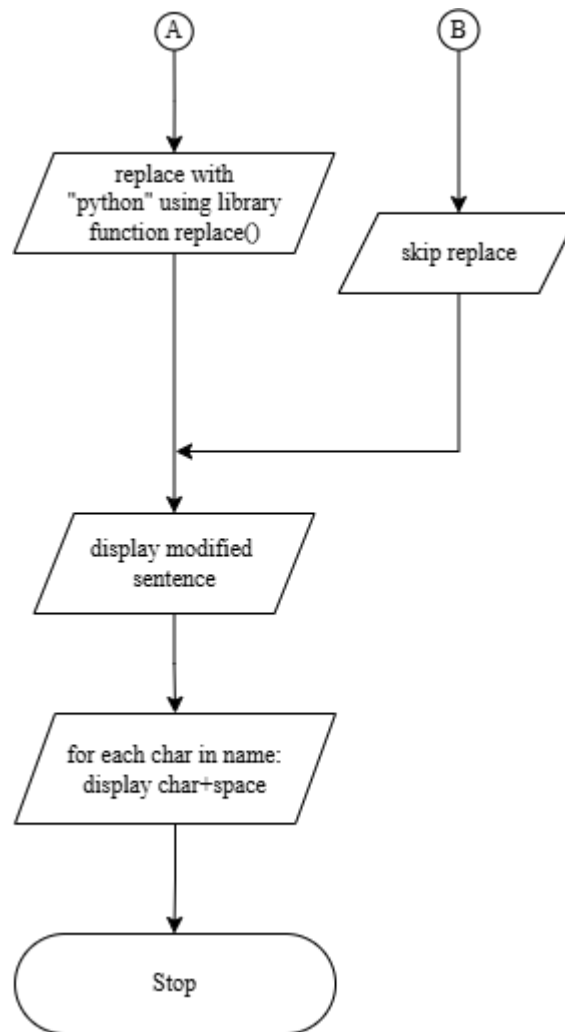 A
B
replace with
"python" using library
function replace()
skip replace
display modified
sentence
for each char in name:
display char+space
Stop